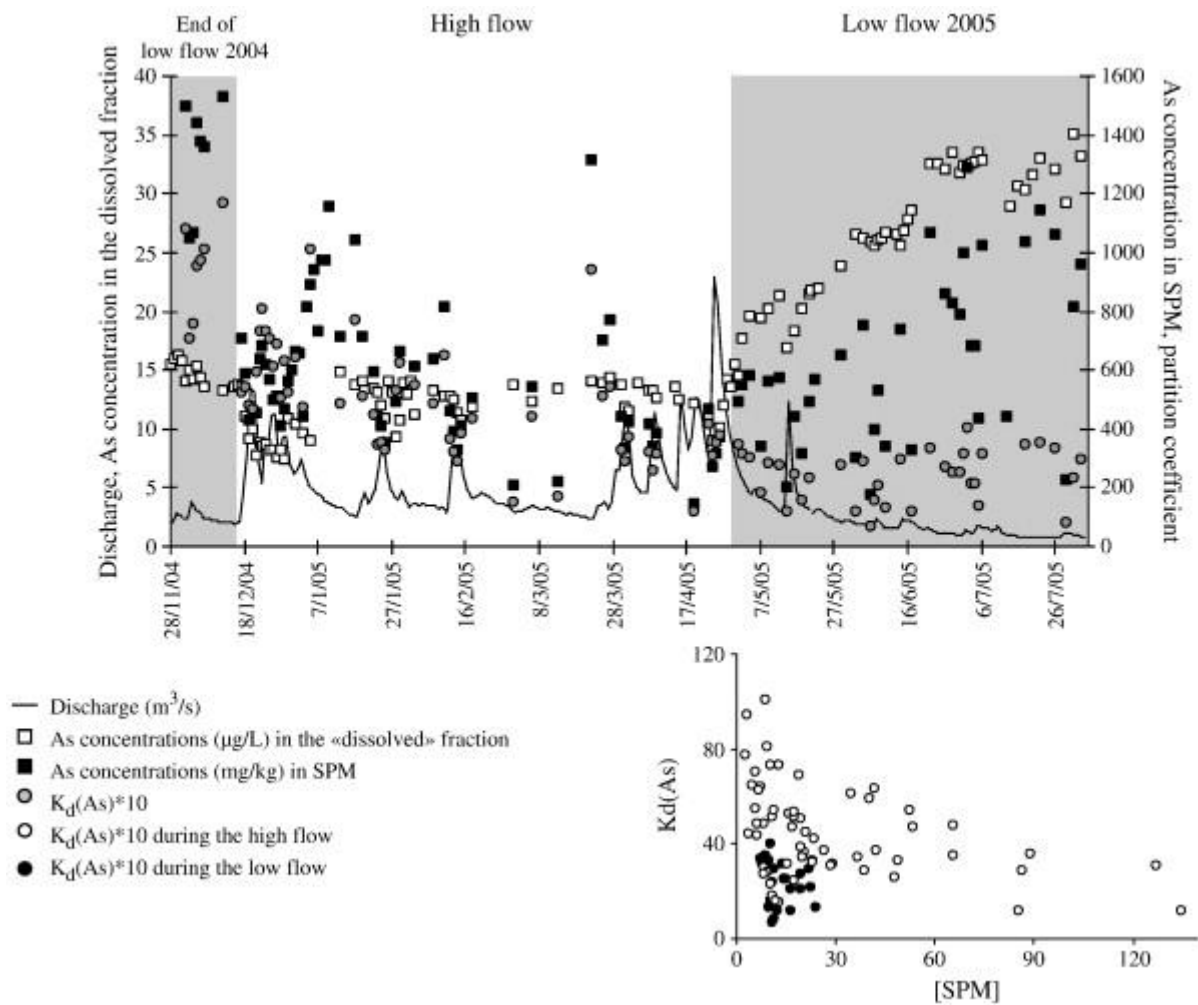 End of
low flow 2004
High flow
Low flow 2005
Discharge, As concentration in the dissolved fraction
40
35
30
25
20
15
10
5
0
1600
1400
1200
1000
800
600
400
200
0
As concentration in SPM, partition coefficient
28/11/04
18/12/04
7/1/05
27/1/05
16/2/05
8/3/05
28/3/05
17/4/05
7/5/05
27/5/05
16/6/05
6/7/05
26/7/05
Discharge (m³/s)
As concentrations (µg/L) in the «dissolved» fraction
As concentrations (mg/kg) in SPM
Kd(As)*10
Kd(As)*10 during the high flow
Kd(As)*10 during the low flow
Kd(As)
120
80
40
0
0
30
60
90
120
[SPM]